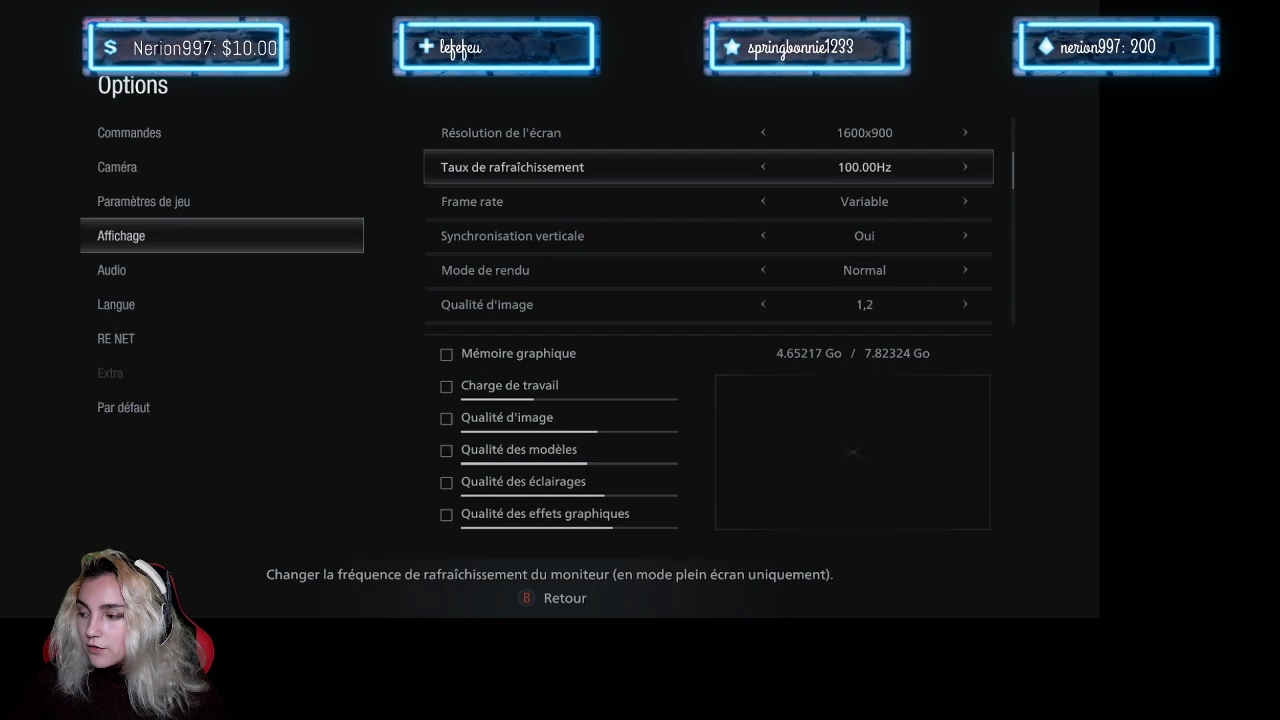 $ Nerion997: $10.00
lefefeu
springbonnie1233
nerion997: 200
Options
Commandes
Caméra
Paramètres de jeu
Affichage
Audio
Langue
RE NET
Extra
Par défaut
Résolution de l'écran 1600x900
Taux de rafraîchissement 100.00Hz
Frame rate Variable
Synchronisation verticale Oui
Mode de rendu Normal
Qualité d'image 1,2
Mémoire graphique 4.65217 Go / 7.82324 Go
Charge de travail
Qualité d'image
Qualité des modèles
Qualité des éclairages
Qualité des effets graphiques
Changer la fréquence de rafraîchissement du moniteur (en mode plein écran uniquement).
B Retour